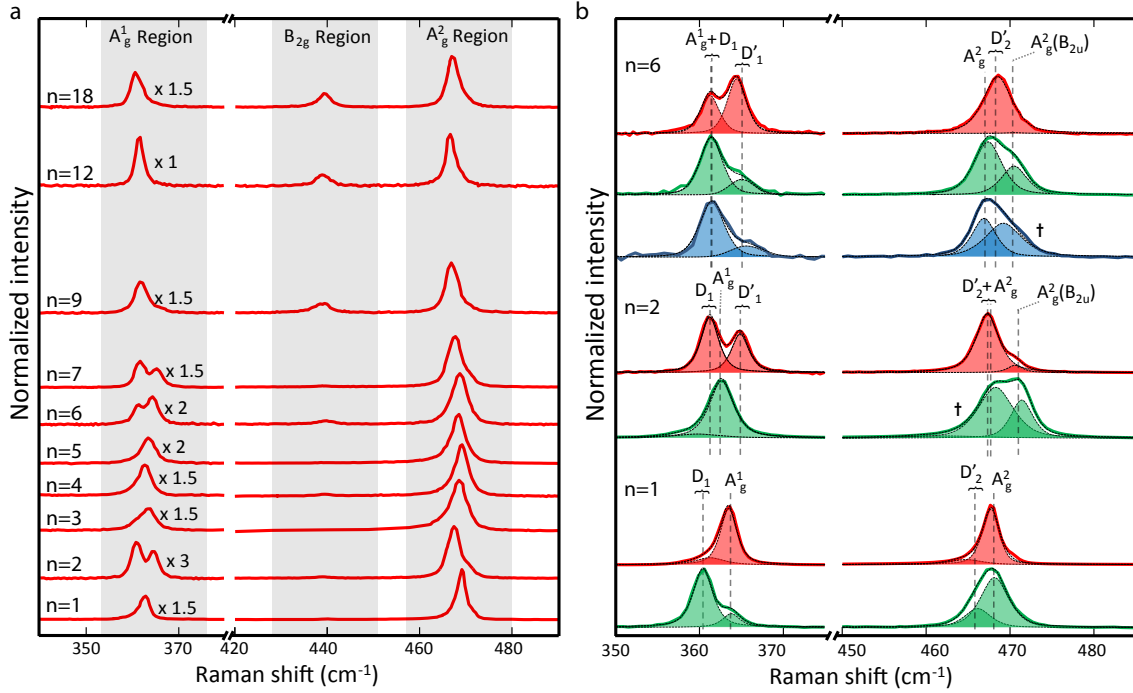 a
Normalized intensity
A¹g Region
B2g Region
A²g Region
n=18
x 1.5
n=12
x 1
n=9
x 1.5
n=7
x 1.5
n=6
x 2
n=5
x 2
n=4
x 1.5
n=3
x 1.5
n=2
x 3
n=1
x 1.5
350 370 420 440 460 480
Raman shift (cm⁻¹)
b
Normalized intensity
n=6
A¹g+D1
D'1
A²g
D'2
A²g(B2u)
†
n=2
D1
A¹g
D'1
D'2+A²g
A²g(B2u)
†
n=1
D1
A¹g
D'2
A²g
350 360 370 450 460 470 480
Raman shift (cm⁻¹)